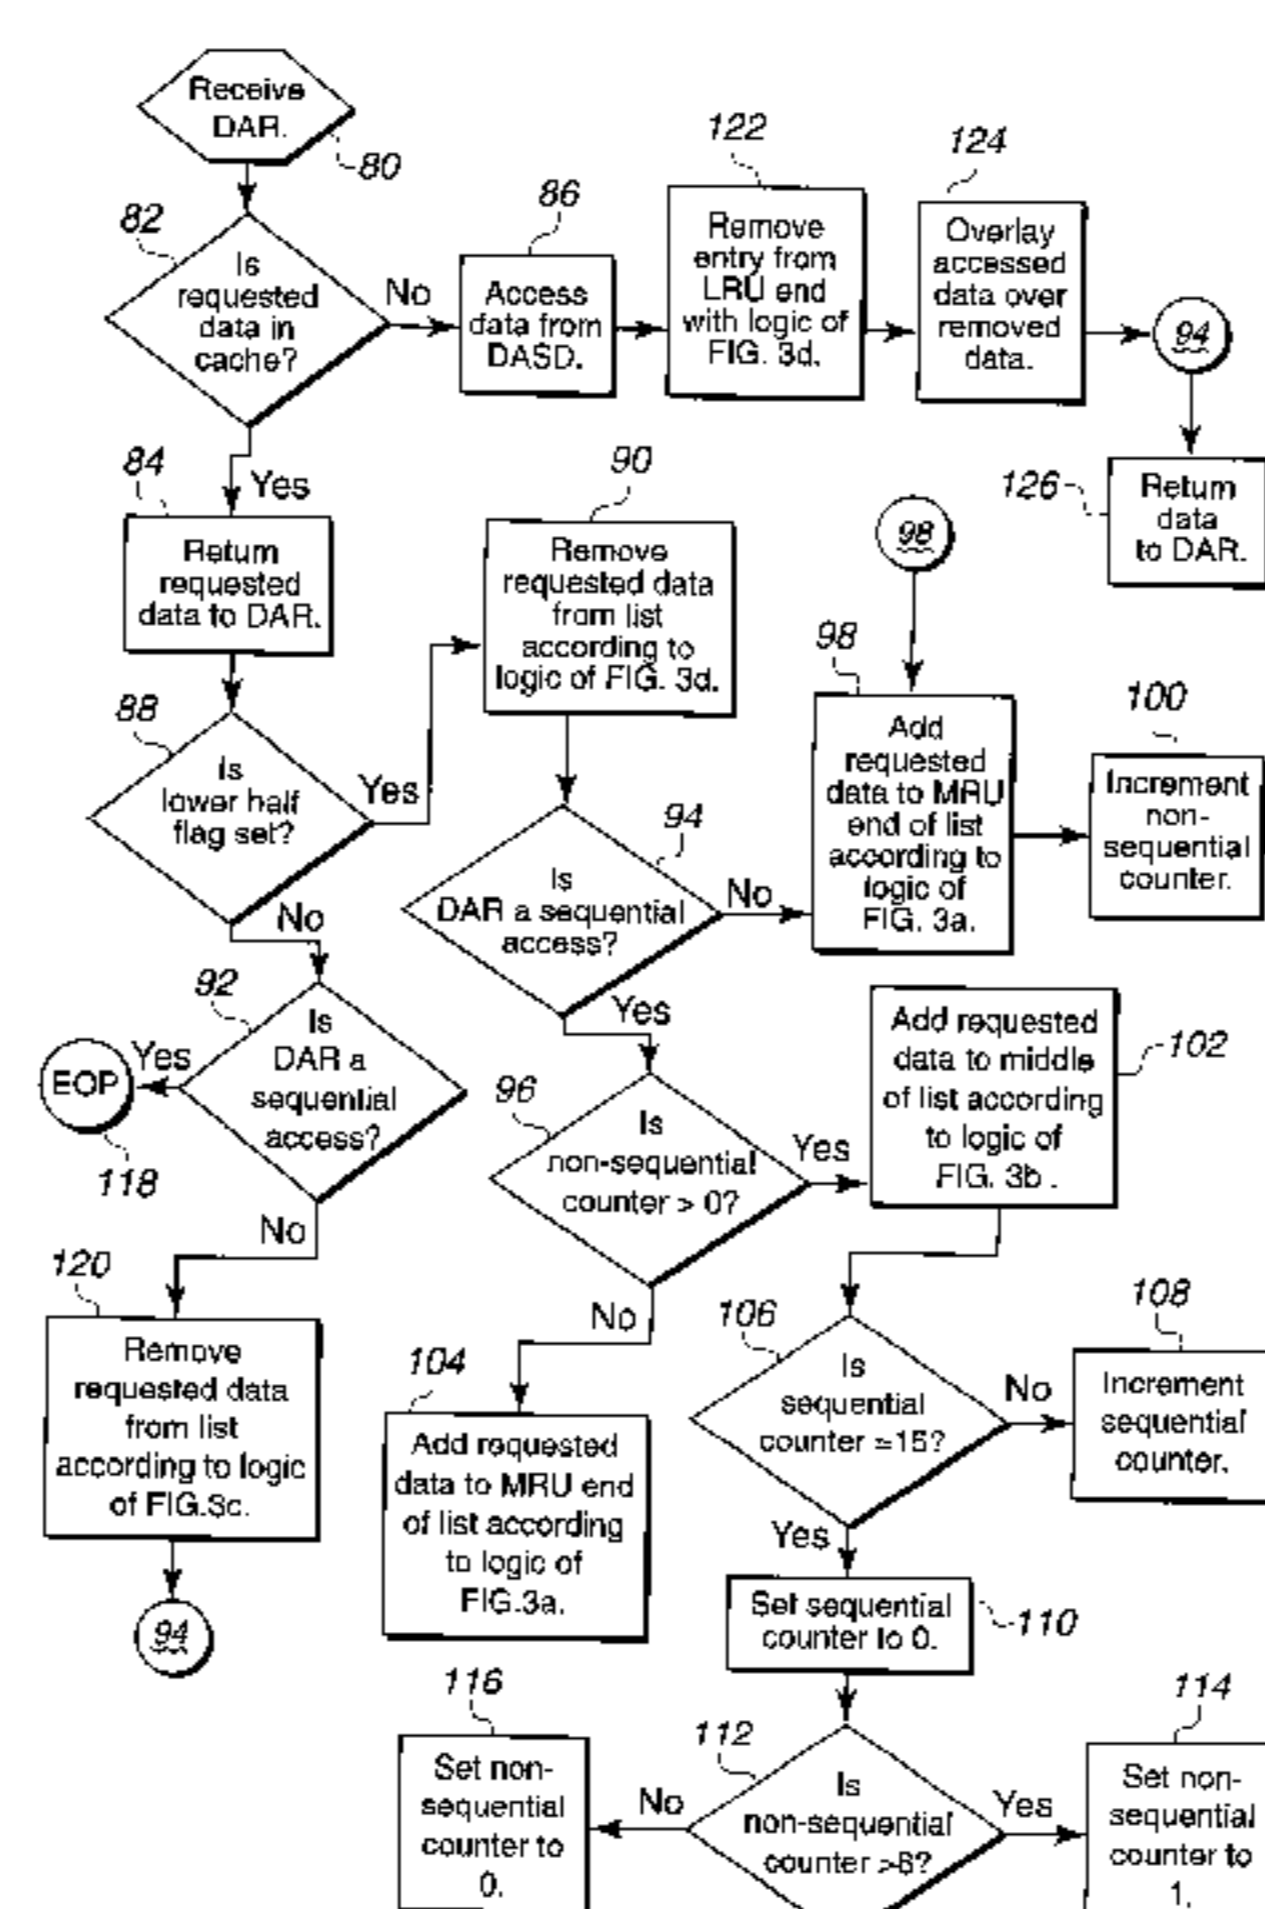 Receive
DAR.
80
82
Is
requested
data in
cache?
No
86
Access
data from
DASD.
122
Remove
entry from
LRU end
with logic of
FIG. 3d.
124
Overlay
accessed
data over
removed
data.
94
126
Return
data
to DAR.
Yes
84
Return
requested
data to DAR.
88
Is
lower half
flag set?
Yes
90
Remove
requested data
from list
according to
logic of FIG. 3d.
94
Is
DAR a sequential
access?
No
98
98
Add
requested
data to MRU
end of list
according to
logic of
FIG. 3a.
100
Increment
non-
sequential
counter.
No
92
Is
DAR a
sequential
access?
Yes
EOP
118
No
120
Remove
requested data
from list
according to logic
of FIG.3c.
94
Yes
96
Is
non-sequential
counter > 0?
Yes
102
Add requested
data to middle
of list according
to logic of
FIG. 3b .
No
104
Add requested
data to MRU end
of list according
to logic of
FIG.3a.
106
Is
sequential
counter =15?
No
108
Increment
sequential
counter.
Yes
110
Set sequential
counter to 0.
112
Is
non-sequential
counter >6?
No
116
Set non-
sequential
counter to
0.
Yes
114
Set non-
sequential
counter to
1.